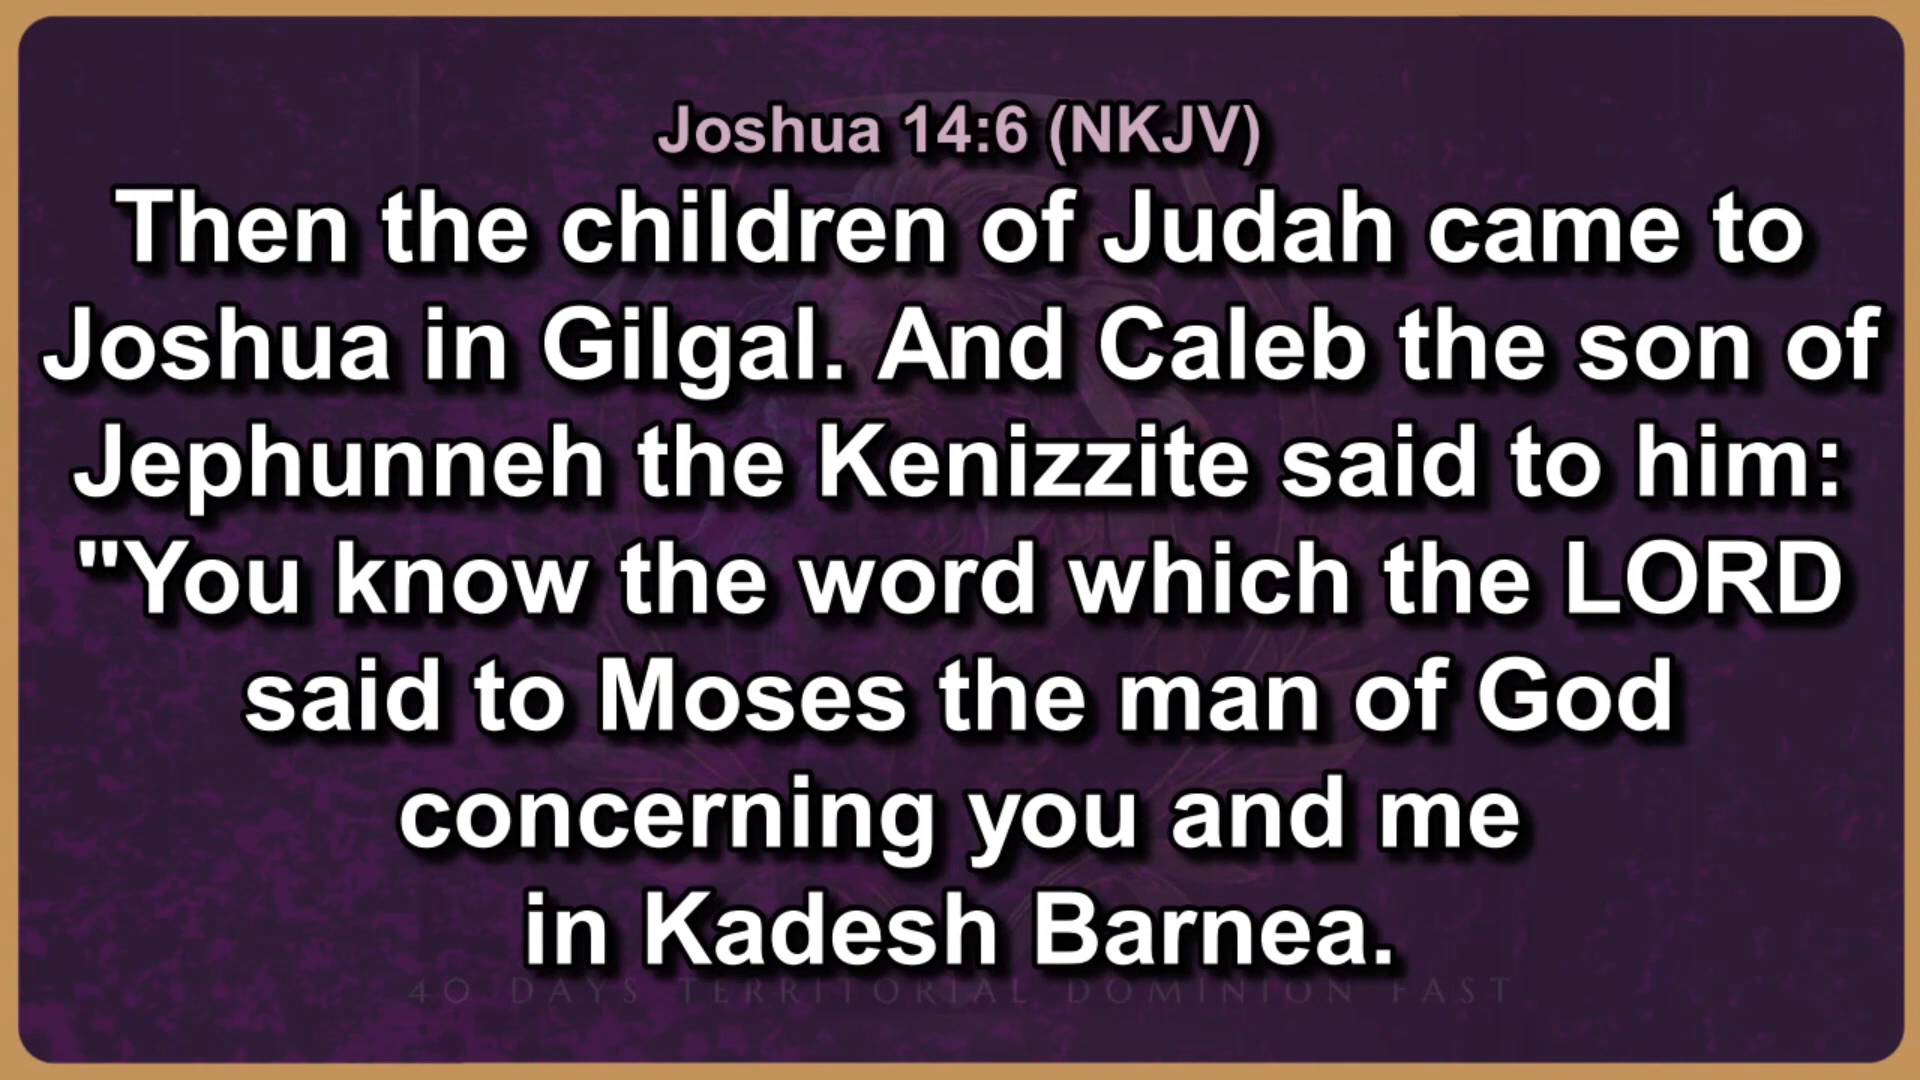 Joshua 14:6 (NKJV)
Then the children of Judah came to
Joshua in Gilgal. And Caleb the son of
Jephunneh the Kenizzite said to him:
"You know the word which the LORD
said to Moses the man of God
concerning you and me
in Kadesh Barnea.
40 DAYS TERRITORIAL DOMINION FAST